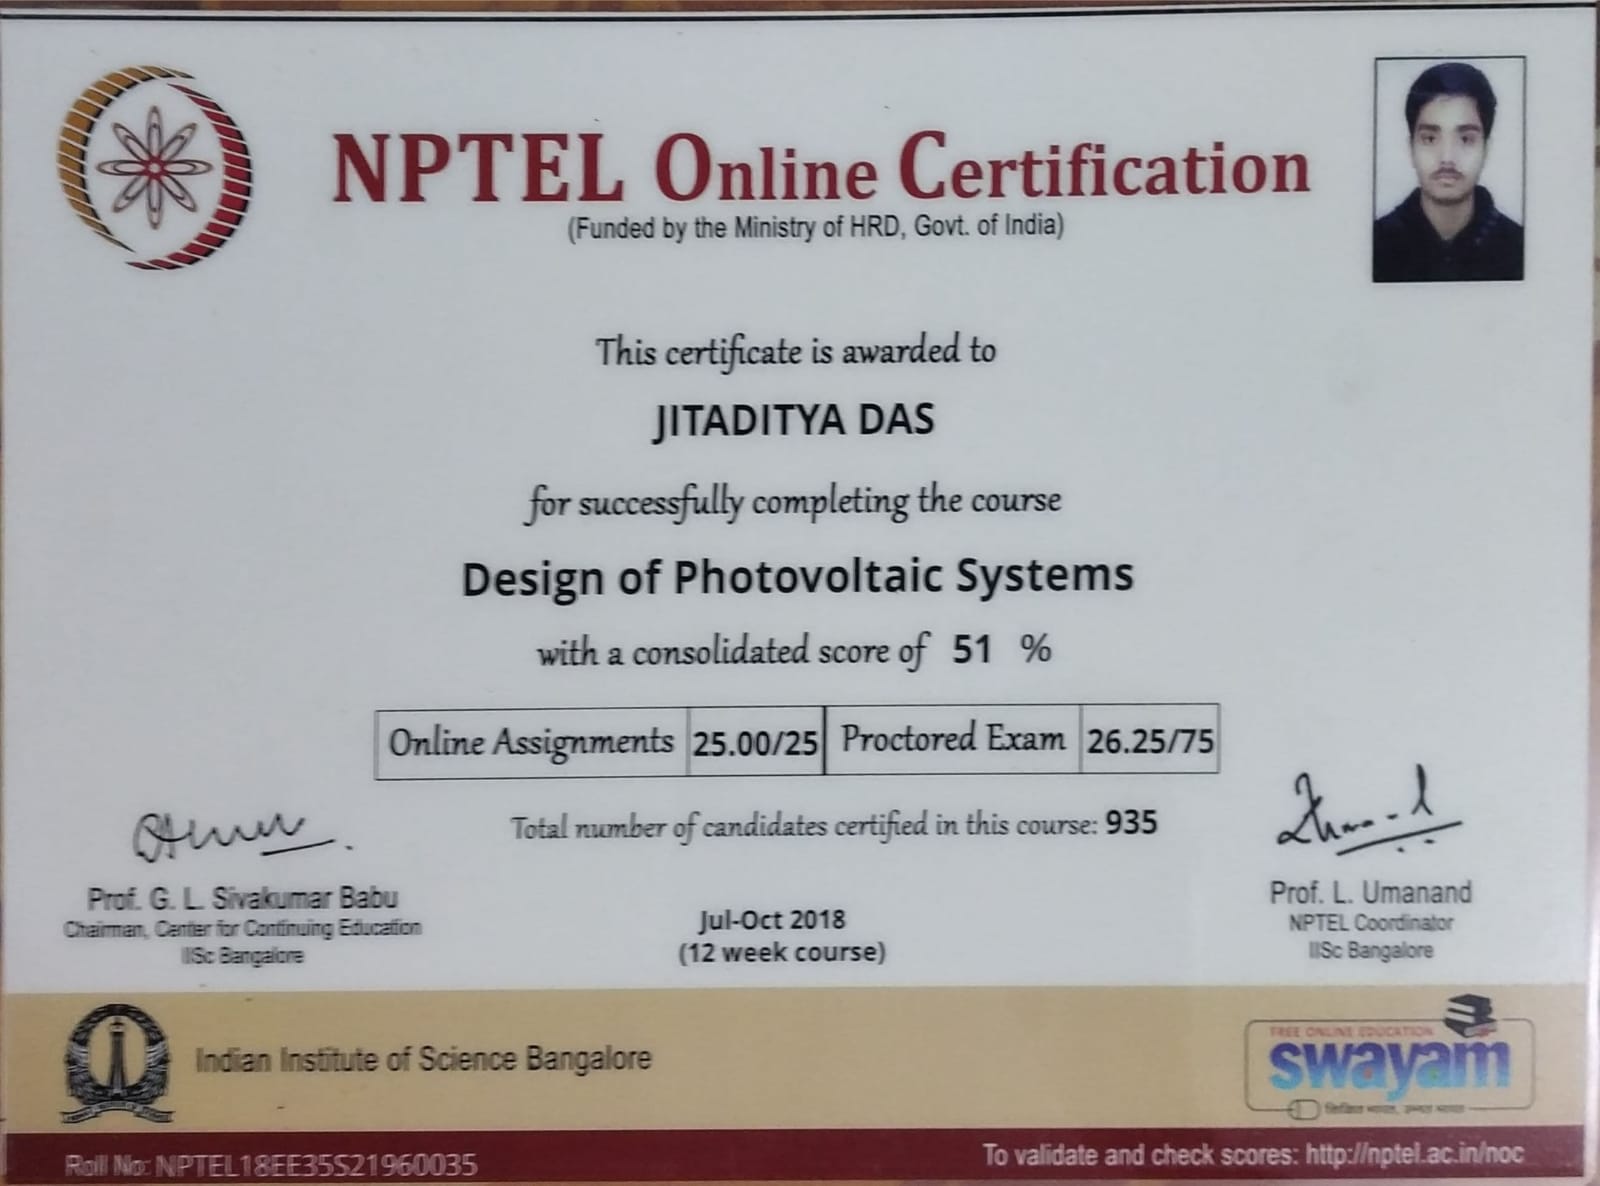 NPTEL Online Certification
(Funded by the Ministry of HRD, Govt. of India)
This certificate is awarded to
JITADITYA DAS
for successfully completing the course
Design of Photovoltaic Systems
with a consolidated score of 51 %
Online Assignments 25.00/25 Proctored Exam 26.25/75
Total number of candidates certified in this course: 935
Prof. G. L. Sivakumar Babu
Chairman, Center for Continuing Education
IISc Bangalore
Jul-Oct 2018
(12 week course)
Prof. L. Umanand
NPTEL Coordinator
IISc Bangalore
Indian Institute of Science Bangalore
FREE ONLINE EDUCATION
swayam
Roll No: NPTEL18EE35S21960035
To validate and check scores: http://nptel.ac.in/noc